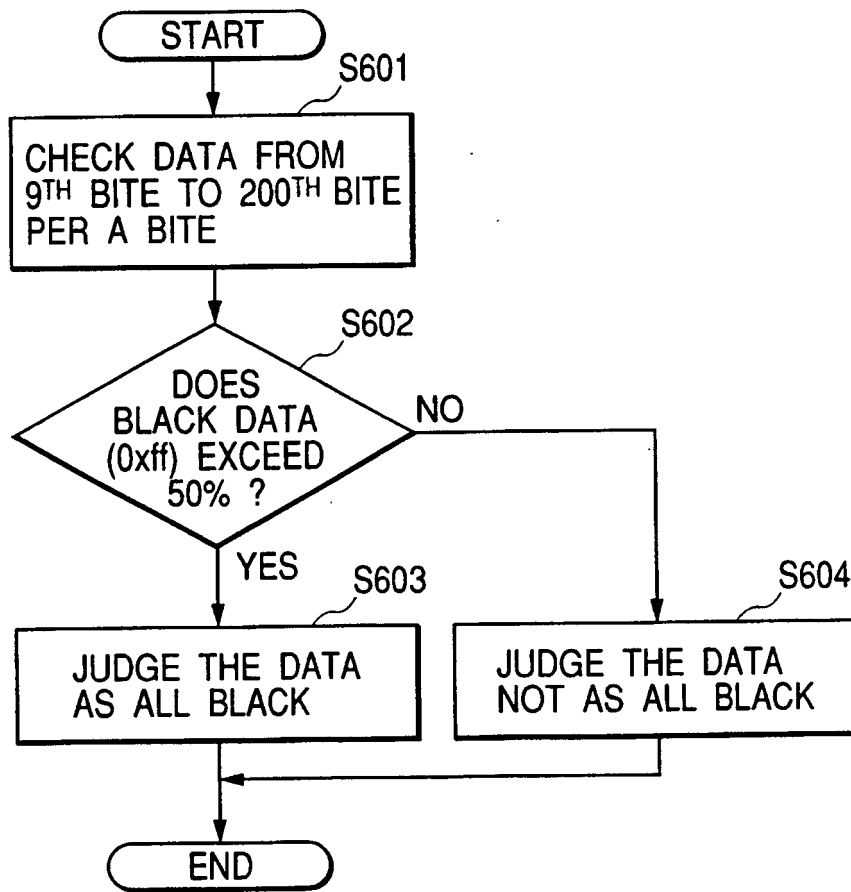 START
S601
CHECK DATA FROM
9TH BITE TO 200TH BITE
PER A BITE
S602
DOES
BLACK DATA
(0xff) EXCEED
50% ?
NO
YES
S603
JUDGE THE DATA
AS ALL BLACK
S604
JUDGE THE DATA
NOT AS ALL BLACK
END